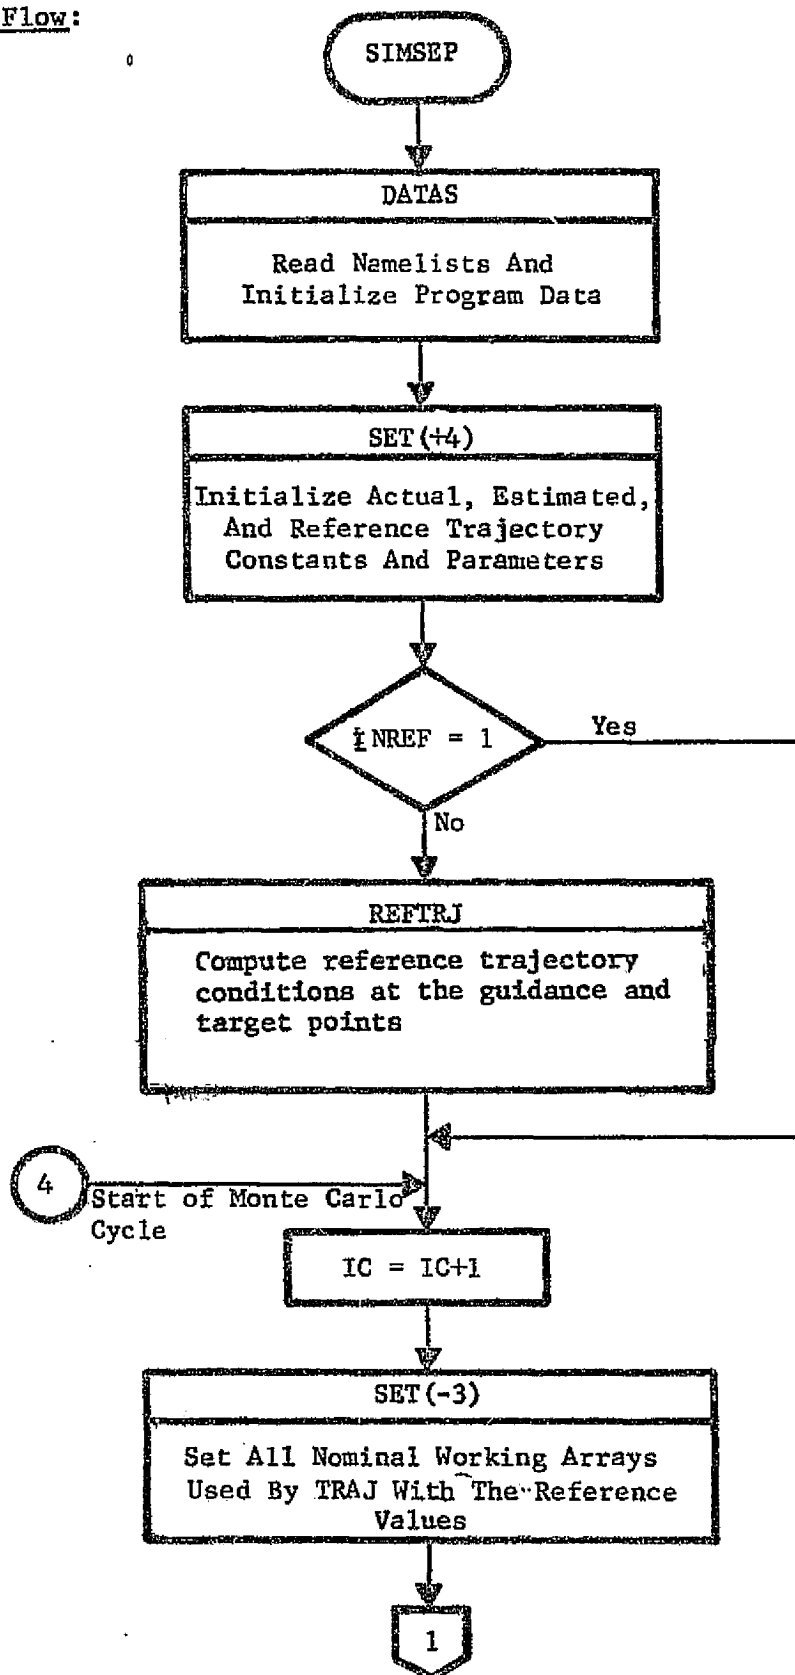 Flow:
SIMSEP
DATAS
Read Namelists And
Initialize Program Data
SET(+4)
Initialize Actual, Estimated,
And Reference Trajectory
Constants And Parameters
INREF = 1
Yes
No
REFTRJ
Compute reference trajectory
conditions at the guidance and
target points
4
Start of Monte Carlo
Cycle
IC = IC+1
SET(-3)
Set All Nominal Working Arrays
Used By TRAJ With The Reference
Values
1